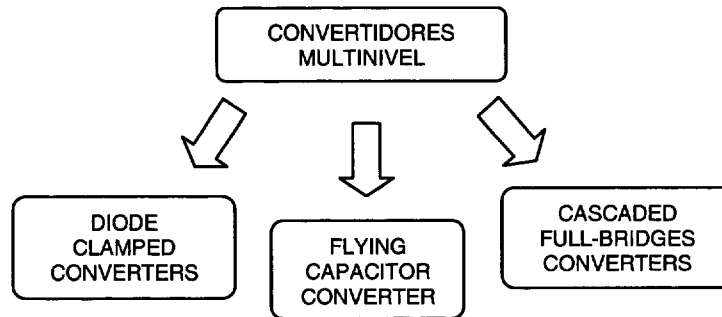 CONVERTIDORES
MULTINIVEL
DIODE
CLAMPED
CONVERTERS
FLYING
CAPACITOR
CONVERTER
CASCADED
FULL-BRIDGES
CONVERTERS